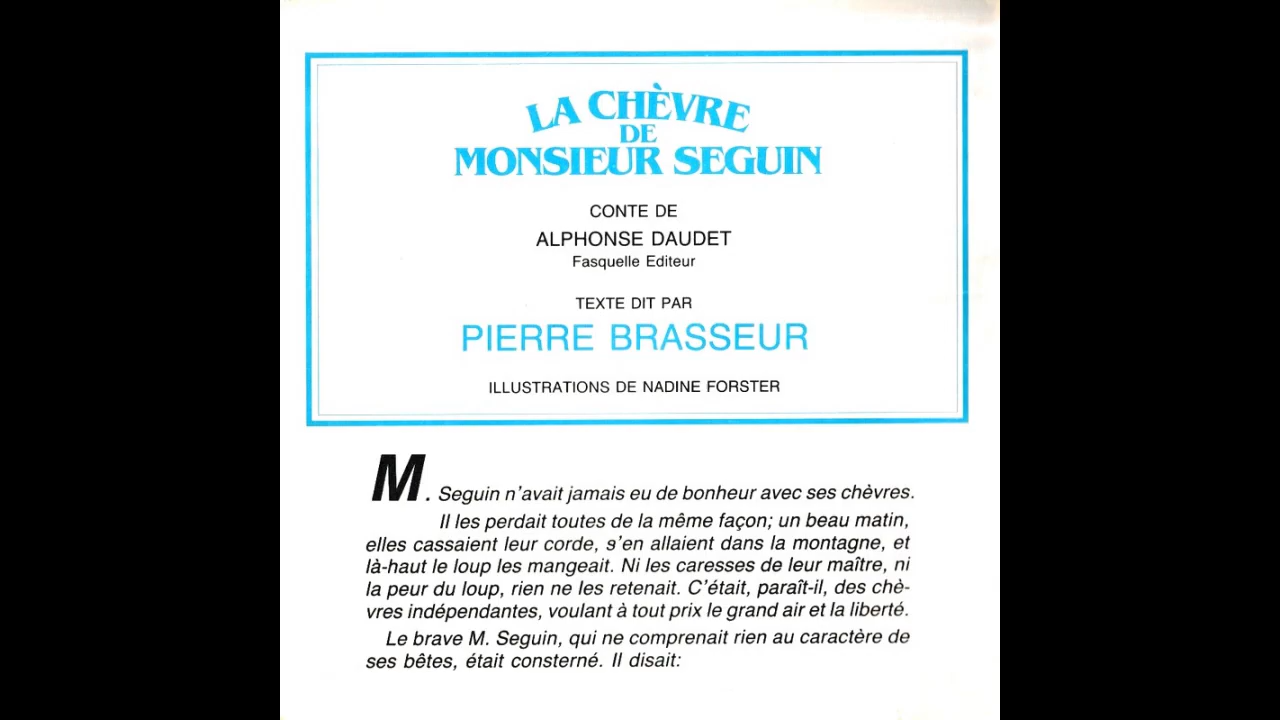 LA CHÈVRE
DE
MONSIEUR SEGUIN
CONTE DE
ALPHONSE DAUDET
Fasquelle Editeur
TEXTE DIT PAR
PIERRE BRASSEUR
ILLUSTRATIONS DE NADINE FORSTER
M. Seguin n'avait jamais eu de bonheur avec ses chèvres.
Il les perdait toutes de la même façon; un beau matin,
elles cassaient leur corde, s'en allaient dans la montagne, et
là-haut le loup les mangeait. Ni les caresses de leur maître, ni
la peur du loup, rien ne les retenait. C'était, paraît-il, des chè-
vres indépendantes, voulant à tout prix le grand air et la liberté.
Le brave M. Seguin, qui ne comprenait rien au caractère de
ses bêtes, était consterné. Il disait: